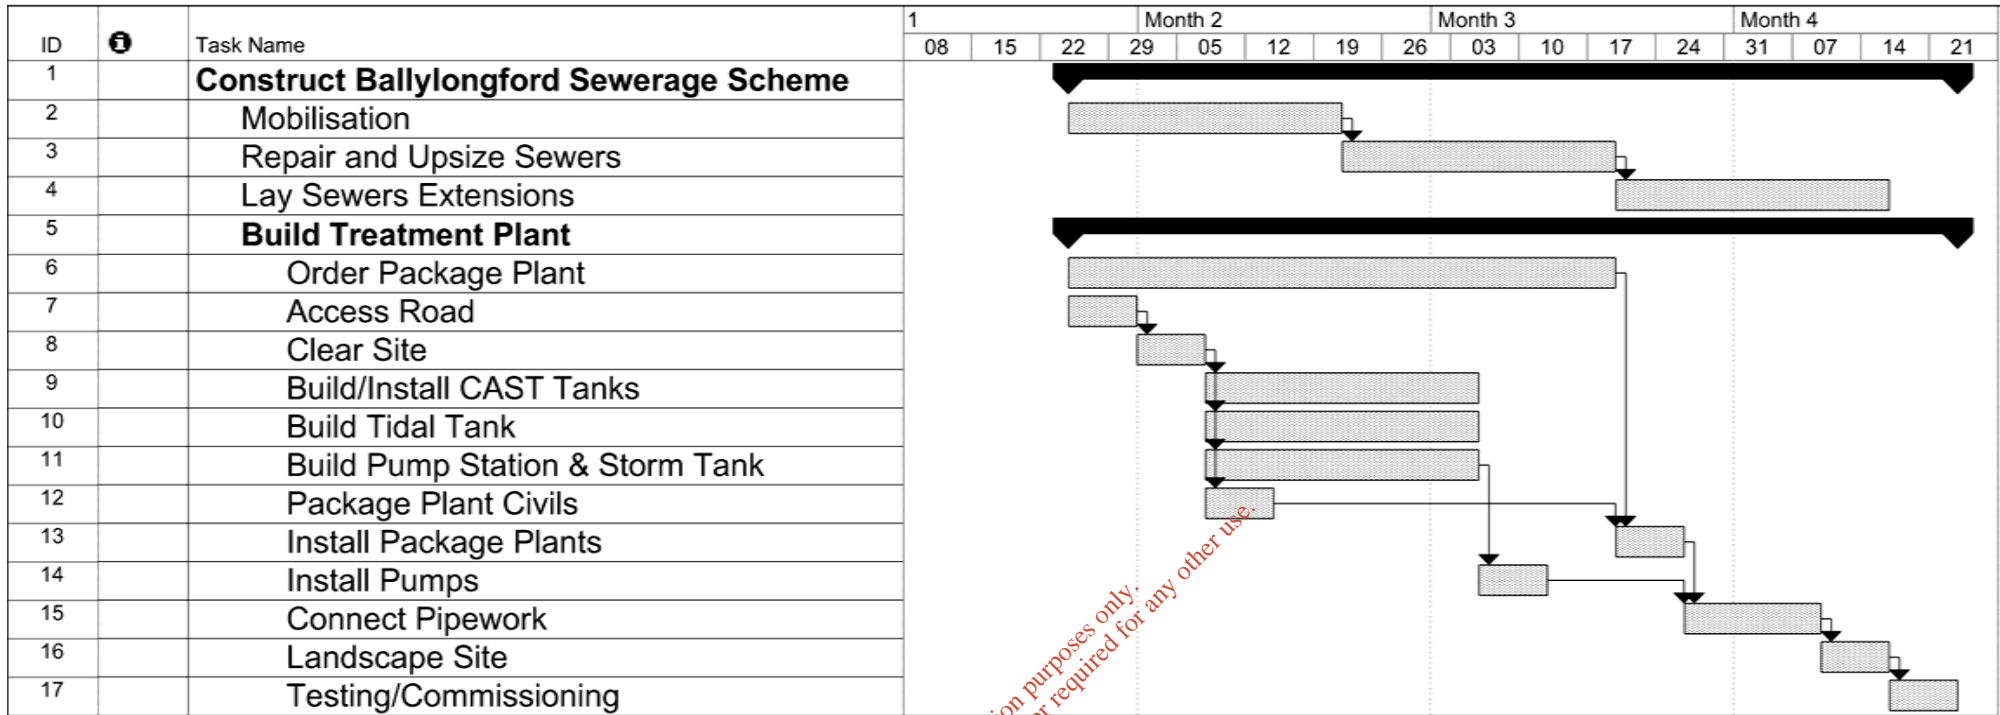 1 Month 2 Month 3 Month 4
ID Task Name 08 15 22 29 05 12 19 26 03 10 17 24 31 07 14 21
1 Construct Ballylongford Sewerage Scheme
2 Mobilisation
3 Repair and Upsize Sewers
4 Lay Sewers Extensions
5 Build Treatment Plant
6 Order Package Plant
7 Access Road
8 Clear Site
9 Build/Install CAST Tanks
10 Build Tidal Tank
11 Build Pump Station & Storm Tank
12 Package Plant Civils
13 Install Package Plants
14 Install Pumps
15 Connect Pipework
16 Landscape Site
17 Testing/Commissioning
purposes only.
required for any other use.